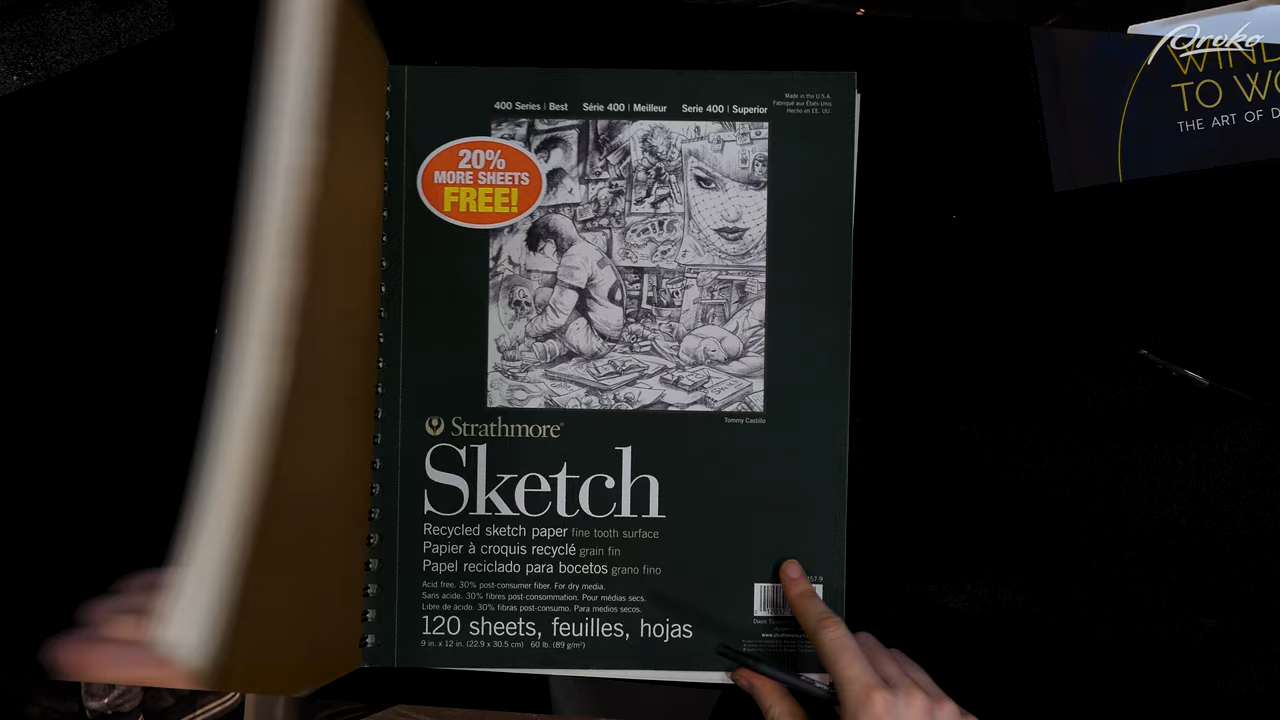 Proko
WIND
TO WO
THE ART OF D
Made in the U.S.A.
Fabriqué aux États-Unis
Hecho en EE. UU.
400 Series | Best Série 400 | Meilleur Serie 400 | Superior
20%
MORE SHEETS
FREE!
Tommy Castillo
Strathmore®
Sketch
Recycled sketch paper fine tooth surface
Papier à croquis recyclé grain fin
Papel reciclado para bocetos grano fino
Acid free. 30% post-consumer fiber. For dry media.
Sans acide. 30% fibres post-consommation. Pour médias secs.
Libre de ácido. 30% fibras post-consumo. Para medios secos.
120 sheets, feuilles, hojas
9 in. x 12 in. (22.9 x 30.5 cm) 60 lb. (89 g/m²)
57-9